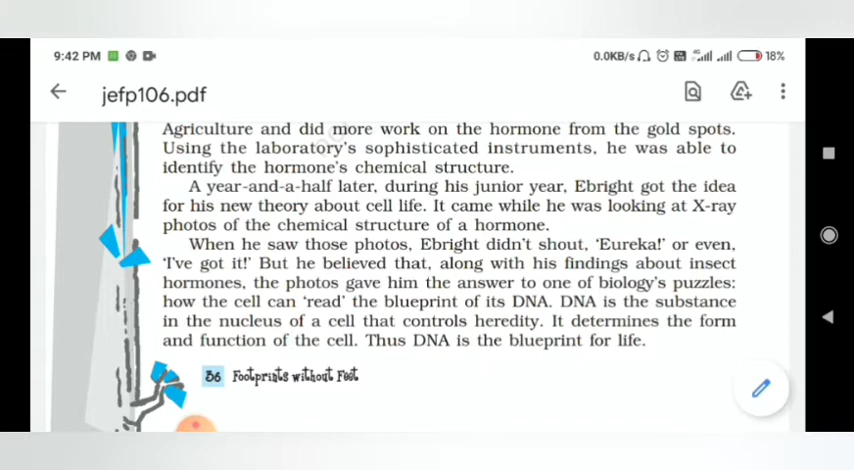 9:42 PM
0.0KB/s
4G
18%
jefp106.pdf
Agriculture and did more work on the hormone from the gold spots.
Using the laboratory's sophisticated instruments, he was able to
identify the hormone's chemical structure.
A year-and-a-half later, during his junior year, Ebright got the idea
for his new theory about cell life. It came while he was looking at X-ray
photos of the chemical structure of a hormone.
When he saw those photos, Ebright didn't shout, 'Eureka!' or even,
'I've got it!' But he believed that, along with his findings about insect
hormones, the photos gave him the answer to one of biology's puzzles:
how the cell can 'read' the blueprint of its DNA. DNA is the substance
in the nucleus of a cell that controls heredity. It determines the form
and function of the cell. Thus DNA is the blueprint for life.
36 Footprints without Feet